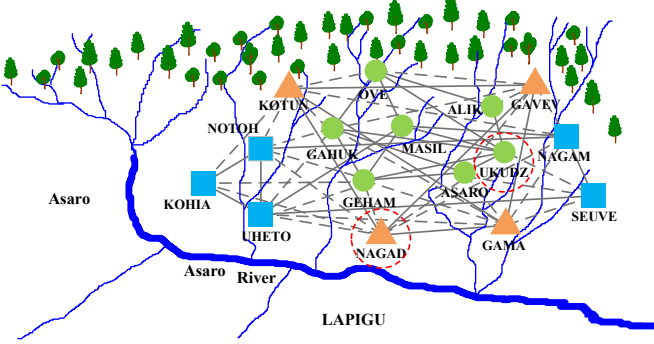 OVE
KOTUN
ALIK
GAVEV
NOTOH
GAHUK
MASIL
NAGAM
UKUDZ
ASARO
KOHIA
GEHAM
SEUVE
Asaro
UHETO
NAGAD
GAMA
Asaro River
LAPIGU